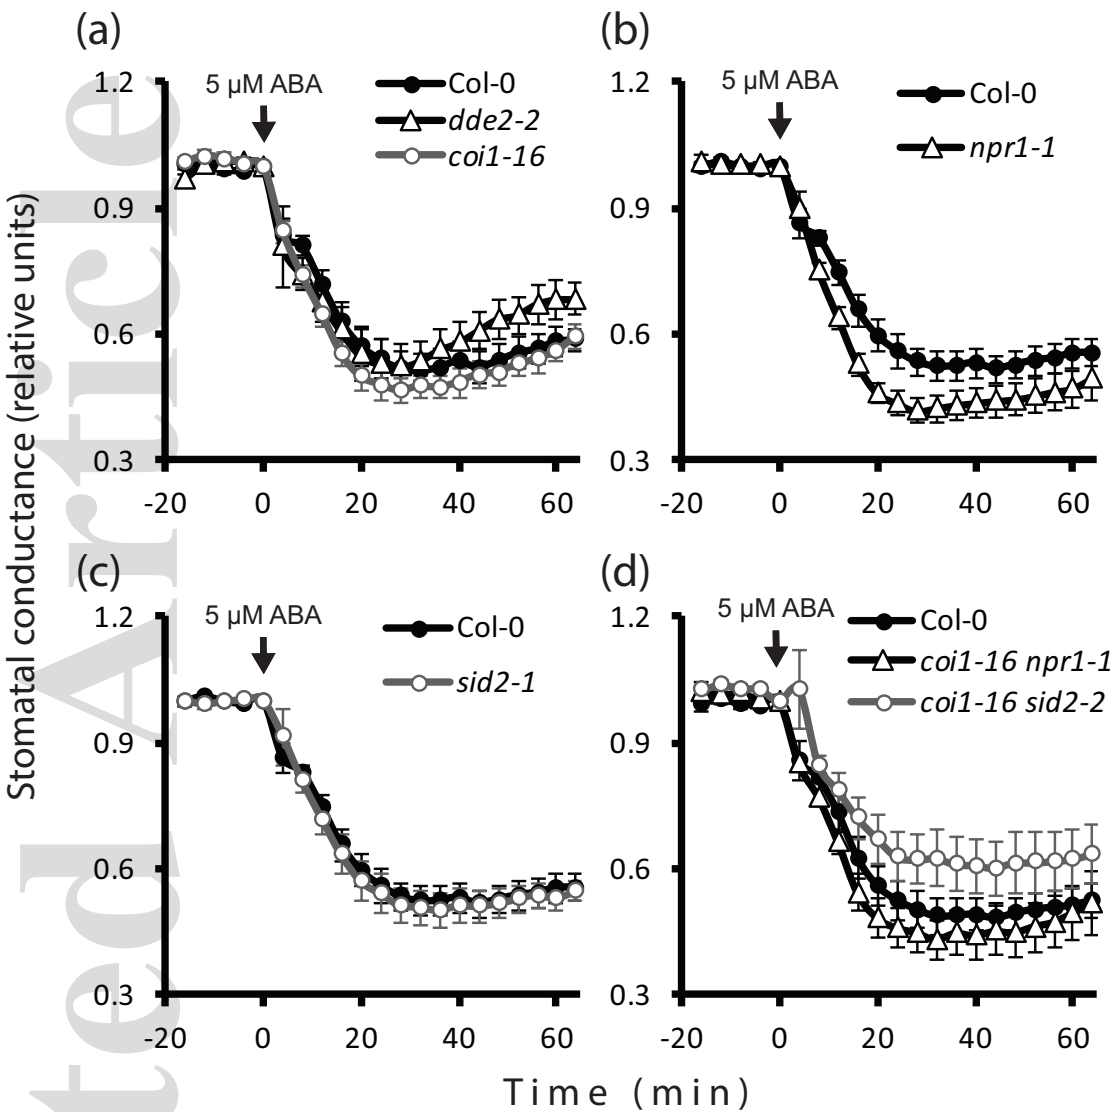 (a)
5 µM ABA
Col-0
dde2-2
coi1-16
1.2
0.9
0.6
0.3
-20 0 20 40 60
(b)
5 µM ABA
Col-0
npr1-1
1.2
0.9
0.6
0.3
-20 0 20 40 60
(c)
5 µM ABA
Col-0
sid2-1
1.2
0.9
0.6
0.3
-20 0 20 40 60
(d)
5 µM ABA
Col-0
coi1-16 npr1-1
coi1-16 sid2-2
1.2
0.9
0.6
0.3
-20 0 20 40 60
Stomatal conductance (relative units)
Time (min)
ted Article